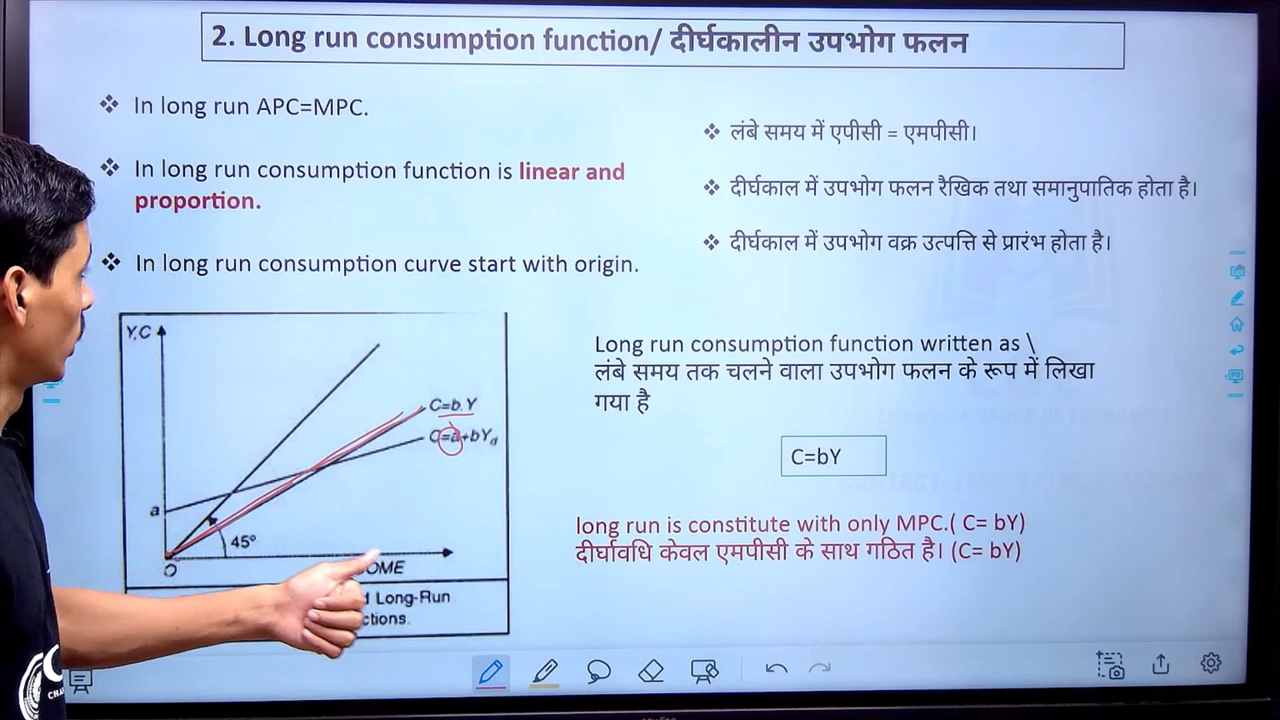 2. Long run consumption function/ दीर्घकालीन उपभोग फलन
❖ In long run APC=MPC.
❖ In long run consumption function is linear and
proportion.
❖ In long run consumption curve start with origin.
❖ लंबे समय में एपीसी = एमपीसी।
❖ दीर्घकाल में उपभोग फलन रैखिक तथा समानुपातिक होता है।
❖ दीर्घकाल में उपभोग वक्र उत्पत्ति से प्रारंभ होता है।
Y,C
C=b.Y
C=a+bYd
a
45°
O
OME
Long-Run
ctions.
Long run consumption function written as \
लंबे समय तक चलने वाला उपभोग फलन के रूप में लिखा
गया है
C=bY
long run is constitute with only MPC.( C= bY)
दीर्घावधि केवल एमपीसी के साथ गठित है। (C= bY)